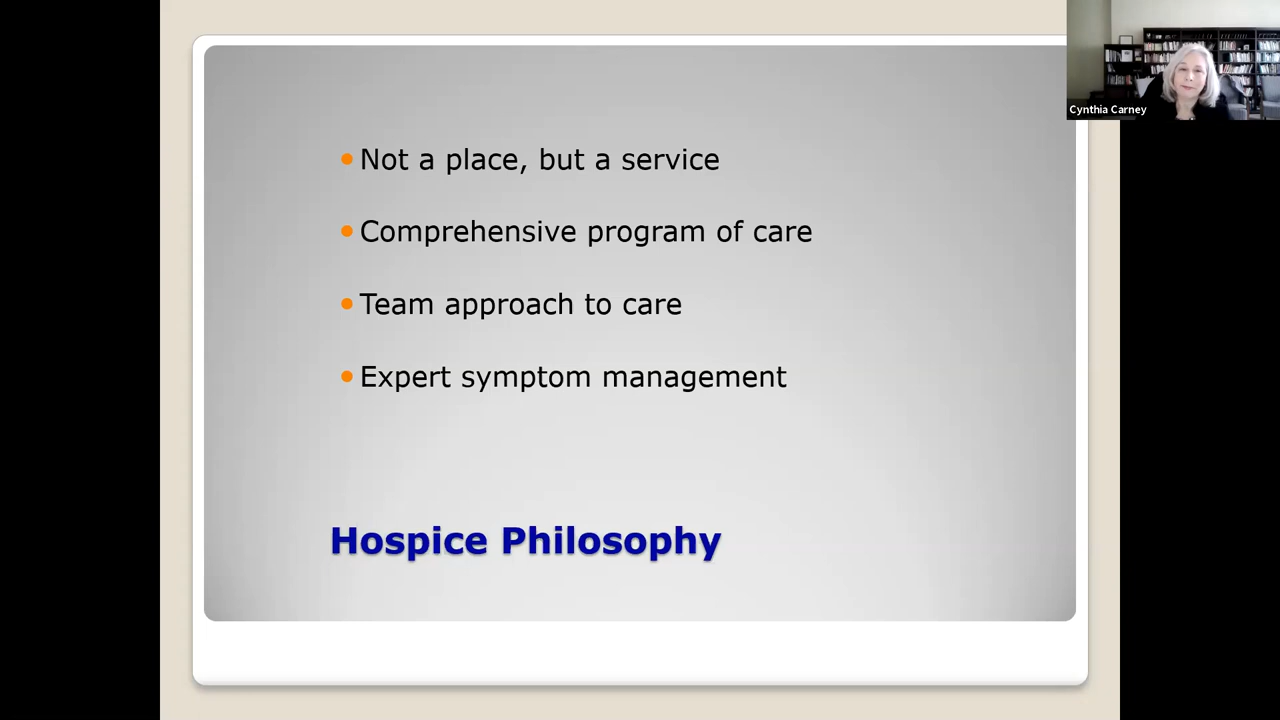 Not a place, but a service
Comprehensive program of care
Team approach to care
Expert symptom management
Hospice Philosophy
Cynthia Carney